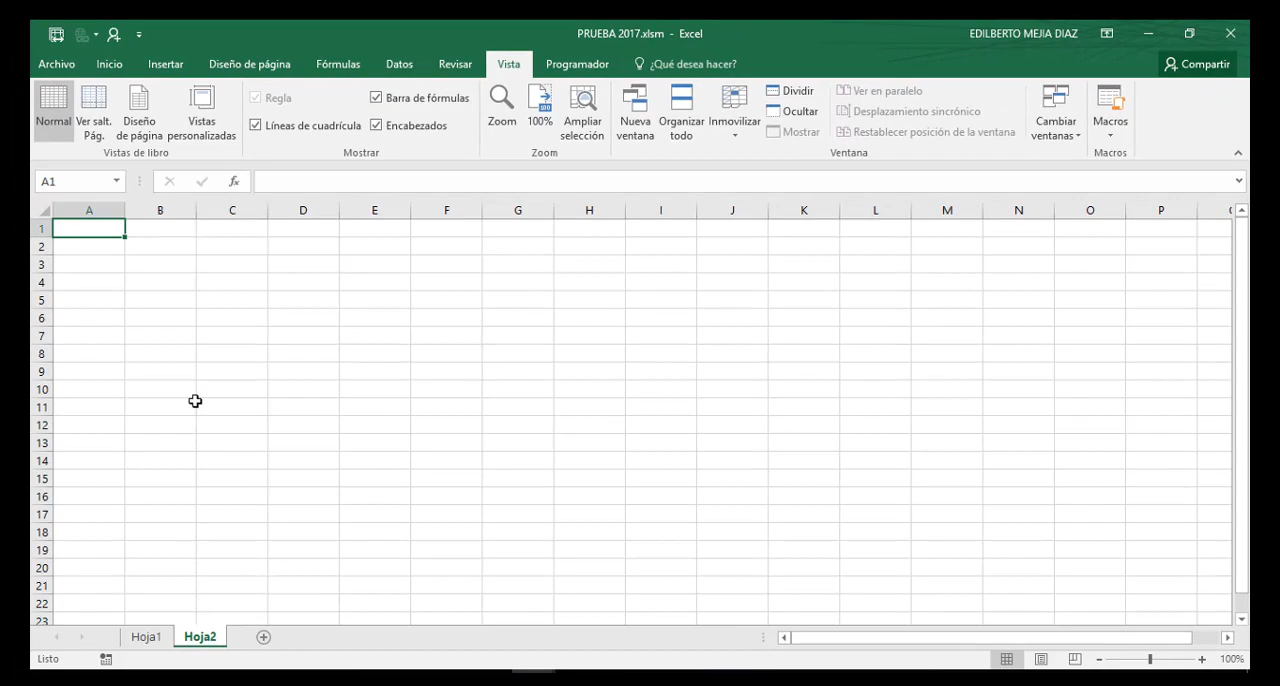 PRUEBA 2017.xlsm - Excel
EDILBERTO MEJIA DIAZ
Archivo Inicio Insertar Diseño de página Fórmulas Datos Revisar Vista Programador ¿Qué desea hacer? Compartir
Normal
Ver salt. Pág.
Diseño de página
Vistas personalizadas
Vistas de libro
Regla
Barra de fórmulas
Líneas de cuadrícula
Encabezados
Mostrar
Zoom
100%
Ampliar selección
Zoom
Nueva ventana
Organizar todo
Inmovilizar
Dividir
Ocultar
Mostrar
Ver en paralelo
Desplazamiento sincrónico
Restablecer posición de la ventana
Cambiar ventanas
Ventana
Macros
Macros
A1
fx
A B C D E F G H I J K L M N O P
1
2
3
4
5
6
7
8
9
10
11
12
13
14
15
16
17
18
19
20
21
22
23
Hoja1 Hoja2
Listo
100%